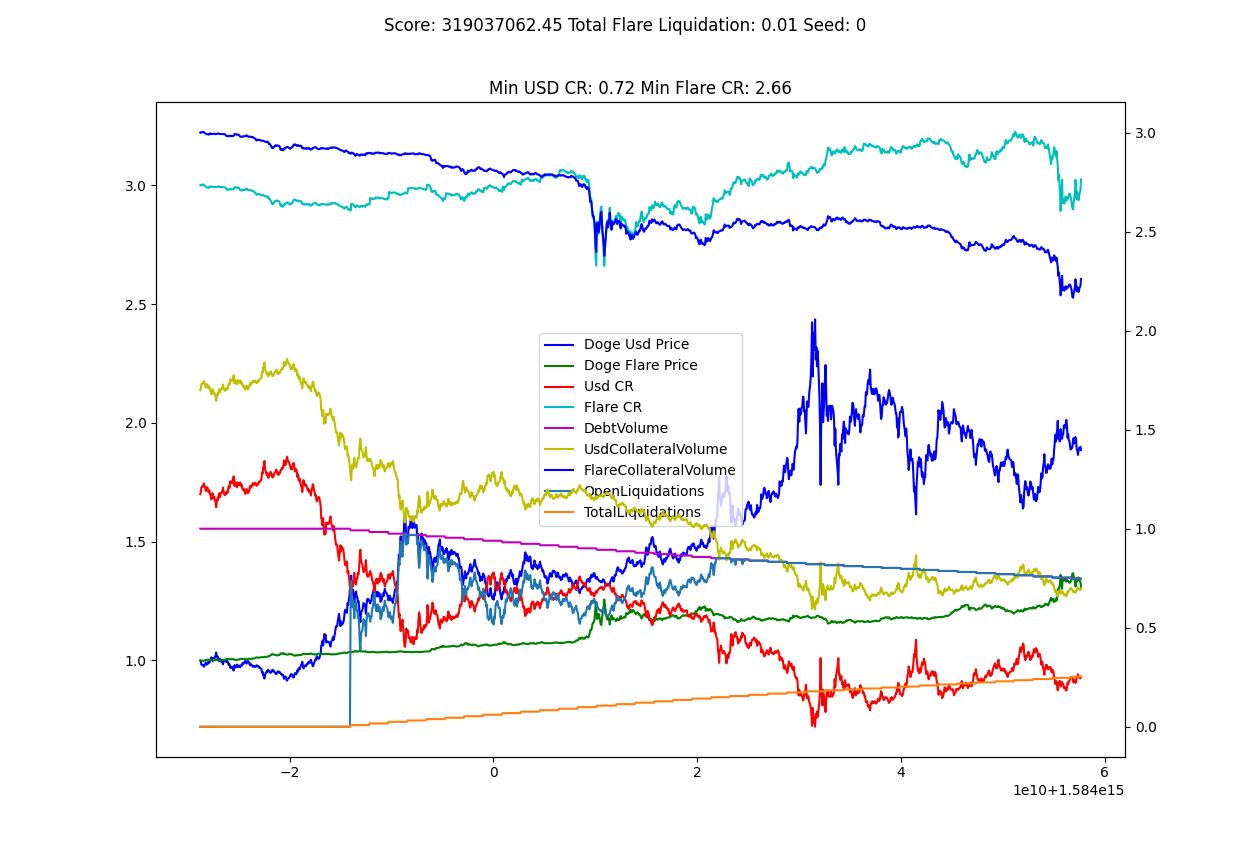 Score: 319037062.45 Total Flare Liquidation: 0.01 Seed: 0
Min USD CR: 0.72 Min Flare CR: 2.66
3.0
2.5
2.0
1.5
1.0
Doge Usd Price
Doge Flare Price
Usd CR
Flare CR
DebtVolume
UsdCollateralVolume
FlareCollateralVolume
OpenLiquidations
TotalLiquidations
3.0
2.5
2.0
1.5
1.0
0.5
0.0
−2 0 2 4 6
1e10+1.584e15